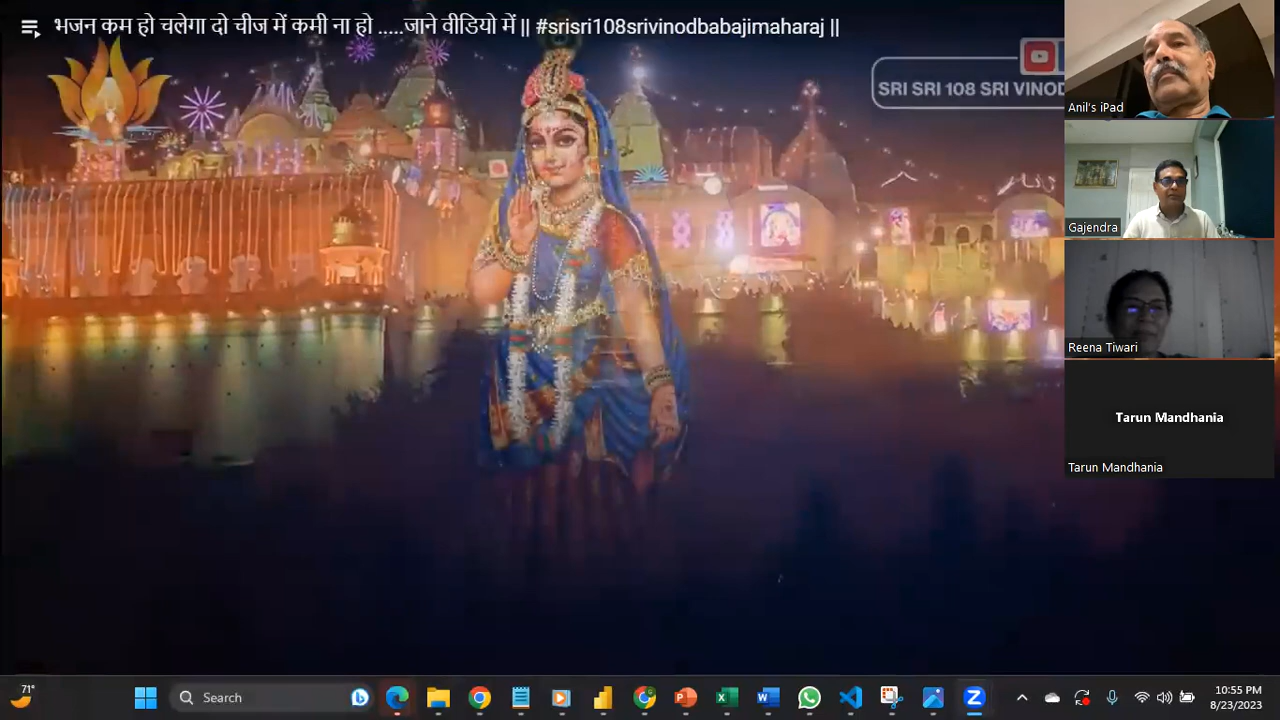 भजन कम हो चलेगा दो चीज में कमी ना हो .....जाने वीडियो में || #srisri108srivinodbabajimaharaj ||
SRI SRI 108 SRI VINOD
Anil's iPad
Gajendra
Reena Tiwari
Tarun Mandhania
Tarun Mandhania
71°
Search
10:55 PM
8/23/2023